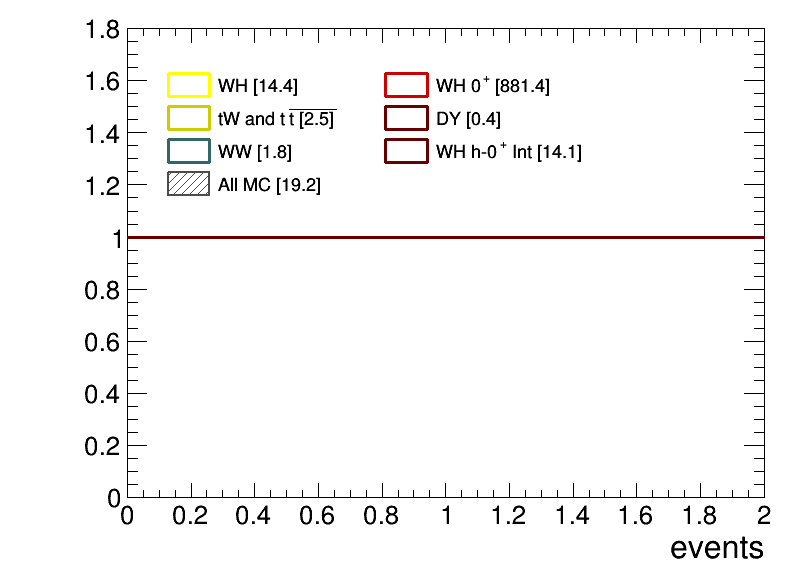 1.8
1.6
1.4
1.2
1
0.8
0.6
0.4
0.2
0
WH [14.4]
WH 0+ [881.4]
tW and t t [2.5]
DY [0.4]
WW [1.8]
WH h-0+ Int [14.1]
All MC [19.2]
0 0.2 0.4 0.6 0.8 1 1.2 1.4 1.6 1.8 2
events